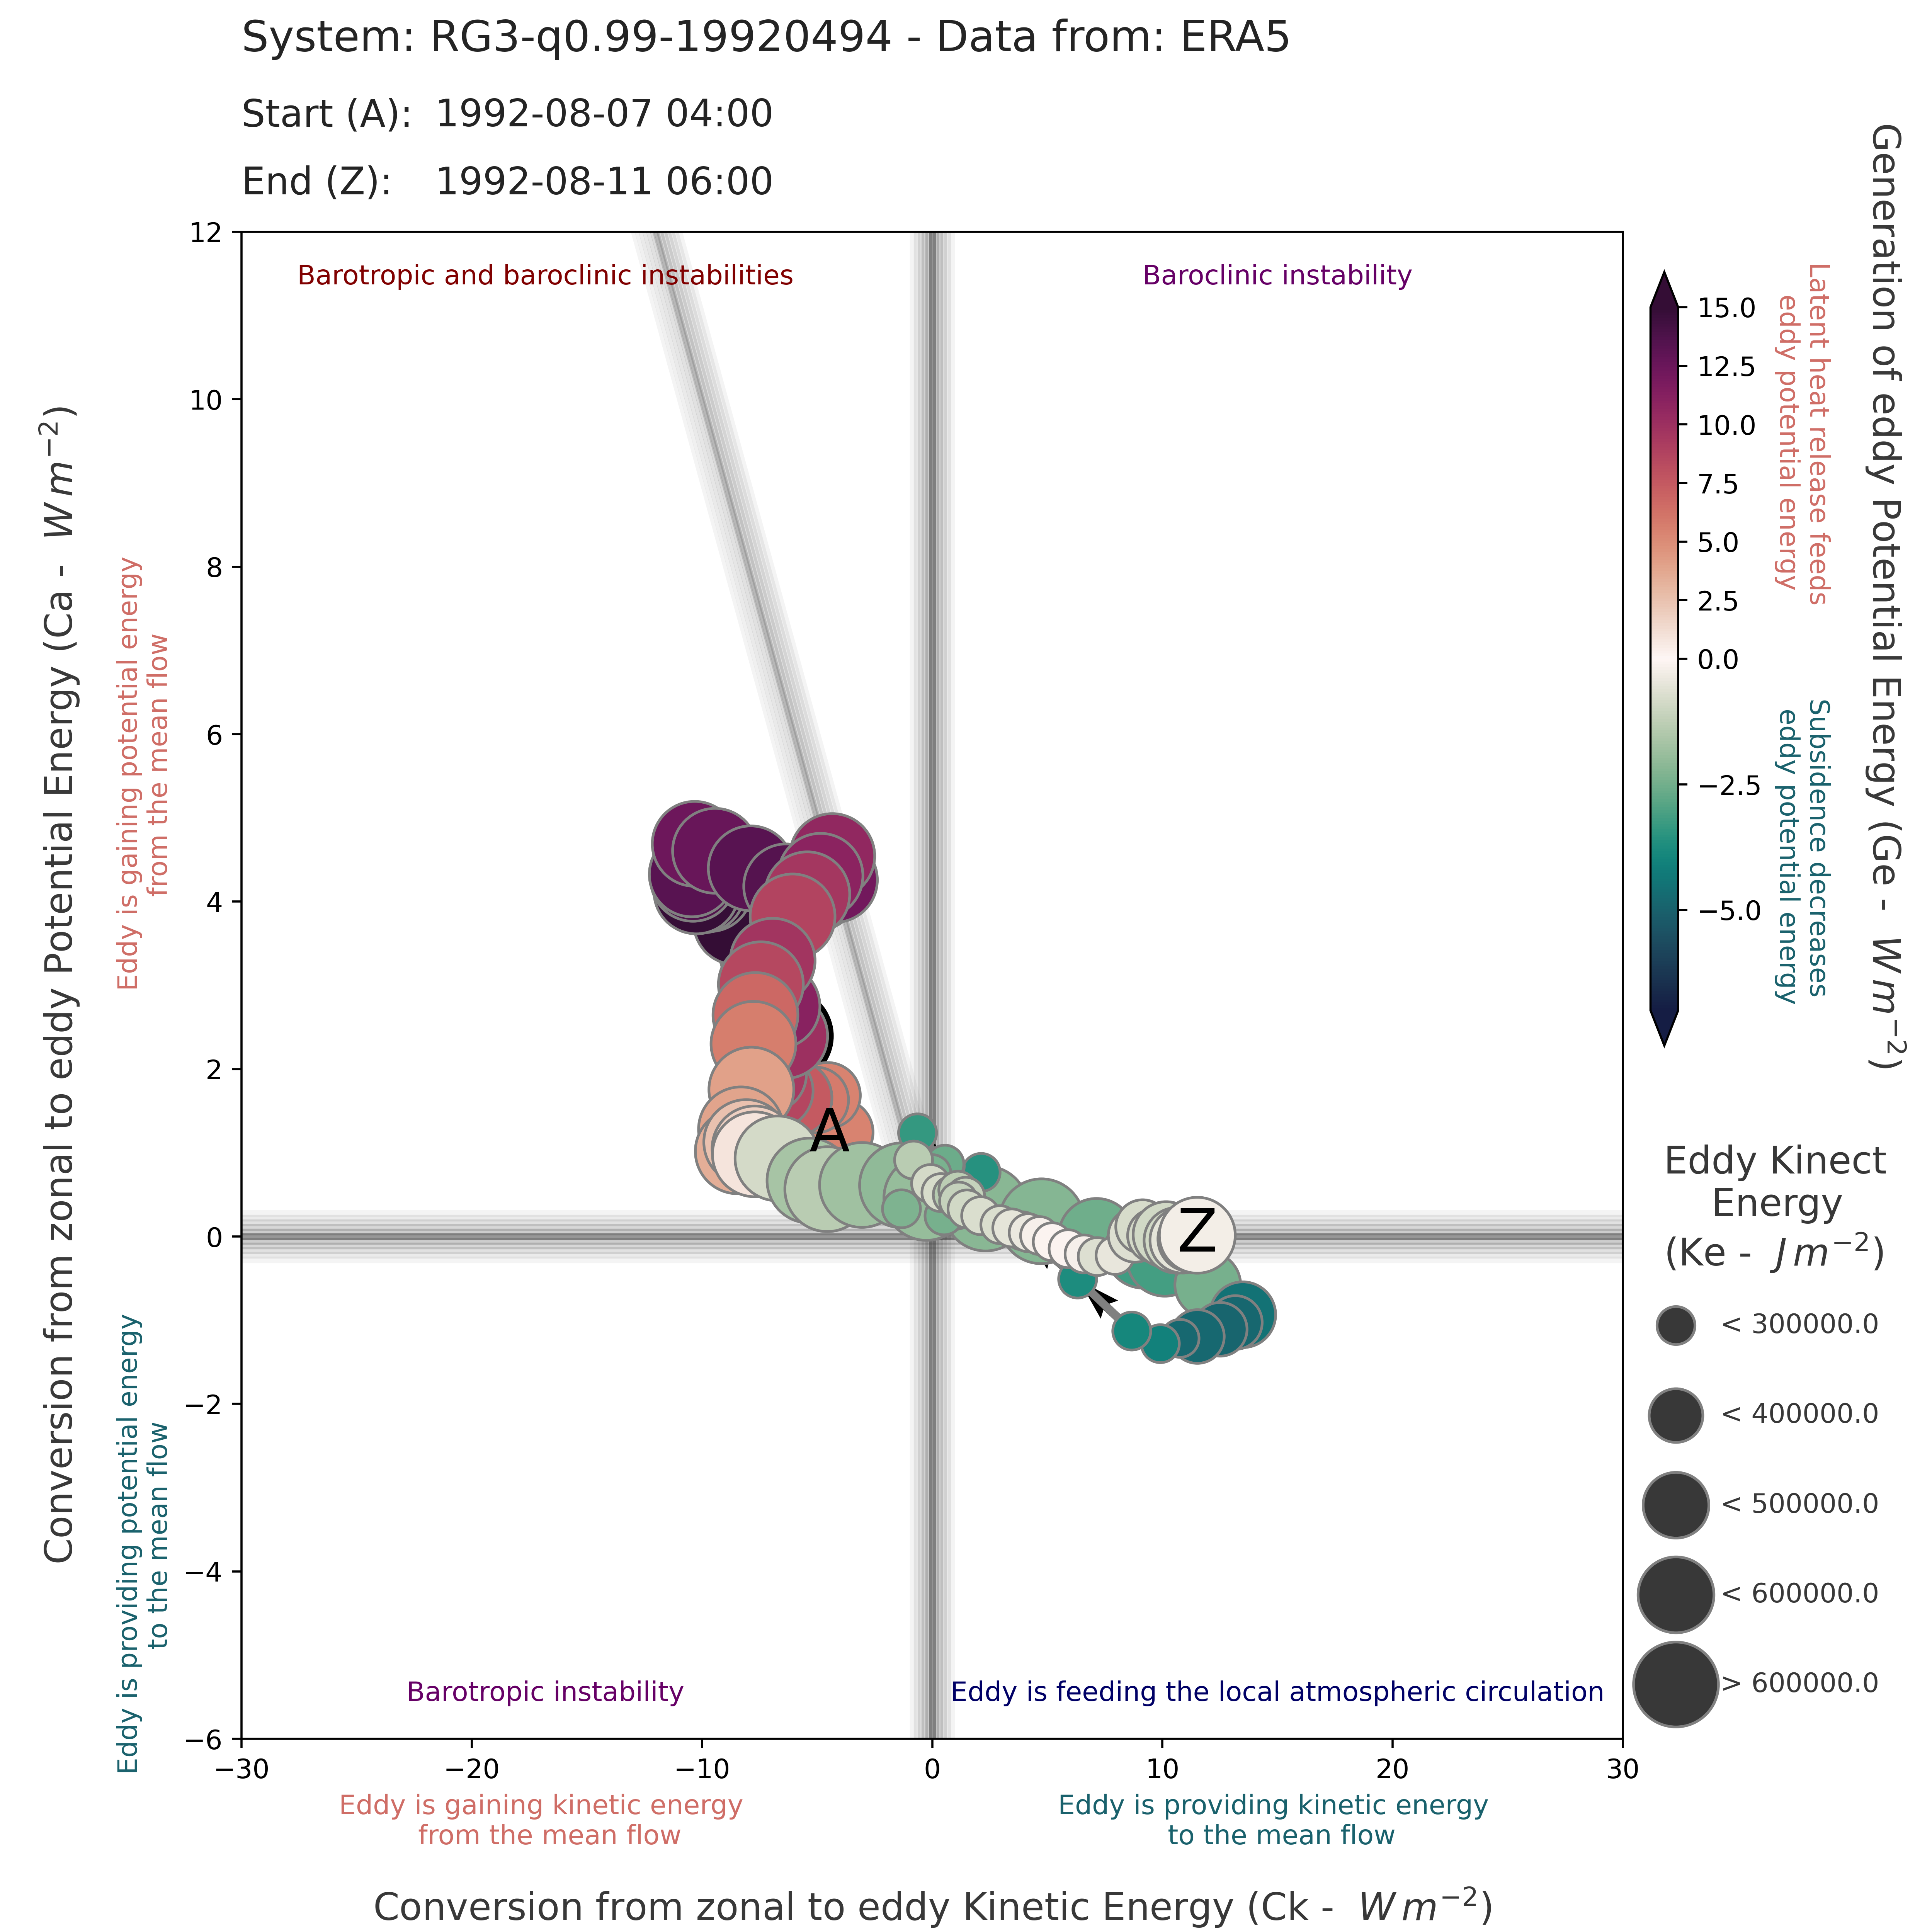 System: RG3-q0.99-19920494 - Data from: ERA5
Start (A): 1992-08-07 04:00
End (Z): 1992-08-11 06:00
Conversion from zonal to eddy Potential Energy (Ca - W m−2)
Eddy is gaining potential energy
from the mean flow
Eddy is providing potential energy
to the mean flow
12
10
8
6
4
2
0
−2
−4
−6
Barotropic and baroclinic instabilities
Baroclinic instability
A
Z
Barotropic instability
Eddy is feeding the local atmospheric circulation
−30
−20
−10
0
10
20
30
Eddy is gaining kinetic energy
from the mean flow
Eddy is providing kinetic energy
to the mean flow
Conversion from zonal to eddy Kinetic Energy (Ck - W m−2)
15.0
12.5
10.0
7.5
5.0
2.5
0.0
−2.5
−5.0
Latent heat release feeds
eddy potential energy
Subsidence decreases
eddy potential energy
Generation of eddy Potential Energy (Ge - W m−2)
Eddy Kinect
Energy
(Ke - J m−2)
< 300000.0
< 400000.0
< 500000.0
< 600000.0
> 600000.0